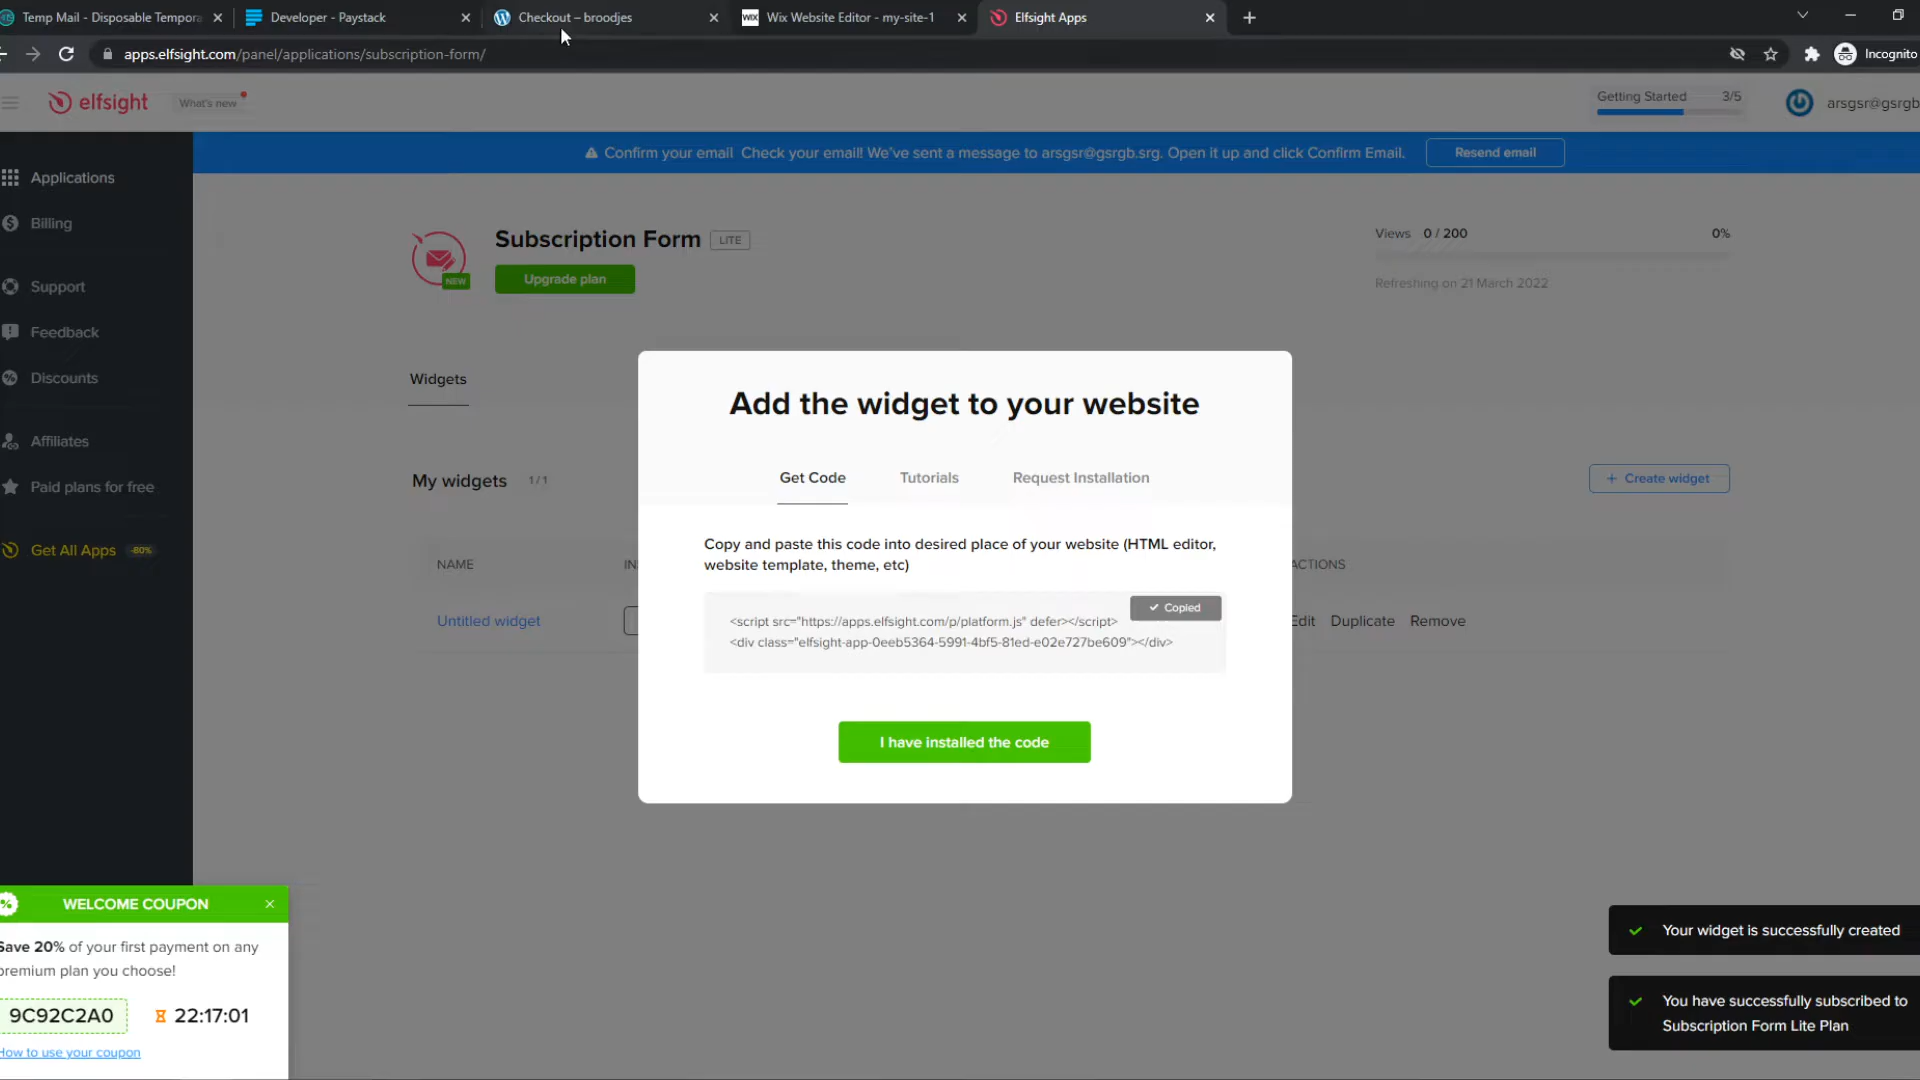 Temp Mail - Disposable Tempora
Developer - Paystack
Checkout – broodjes
WIX
Wix Website Editor - my-site-1
Elfsight Apps
apps.elfsight.com/panel/applications/subscription-form/
Incognito
elfsight
What's new
Getting Started
3/5
arsgsr@gsrgb
Confirm your email Check your email! We've sent a message to arsgsr@gsrgb.srg. Open it up and click Confirm Email.
Resend email
Applications
Billing
Support
Feedback
Discounts
Affiliates
Paid plans for free
Get All Apps
-80%
Subscription Form
LITE
NEW
Upgrade plan
Views 0 / 200
0%
Refreshing on 21 March 2022
Widgets
My widgets
1 / 1
+ Create widget
NAME
IN
ACTIONS
Untitled widget
Edit
Duplicate
Remove
Add the widget to your website
Get Code
Tutorials
Request Installation
Copy and paste this code into desired place of your website (HTML editor,
website template, theme, etc)
Copied
<script src="https://apps.elfsight.com/p/platform.js" defer></script>
<div class="elfsight-app-0eeb5364-5991-4bf5-81ed-e02e727be609"></div>
I have installed the code
WELCOME COUPON
Save 20% of your first payment on any
premium plan you choose!
9C92C2A0
22:17:01
How to use your coupon
Your widget is successfully created
You have successfully subscribed to
Subscription Form Lite Plan